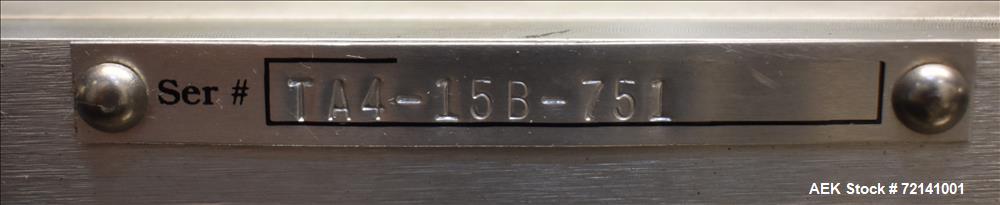 Ser # TA4-15B-751
AEK Stock # 72141001